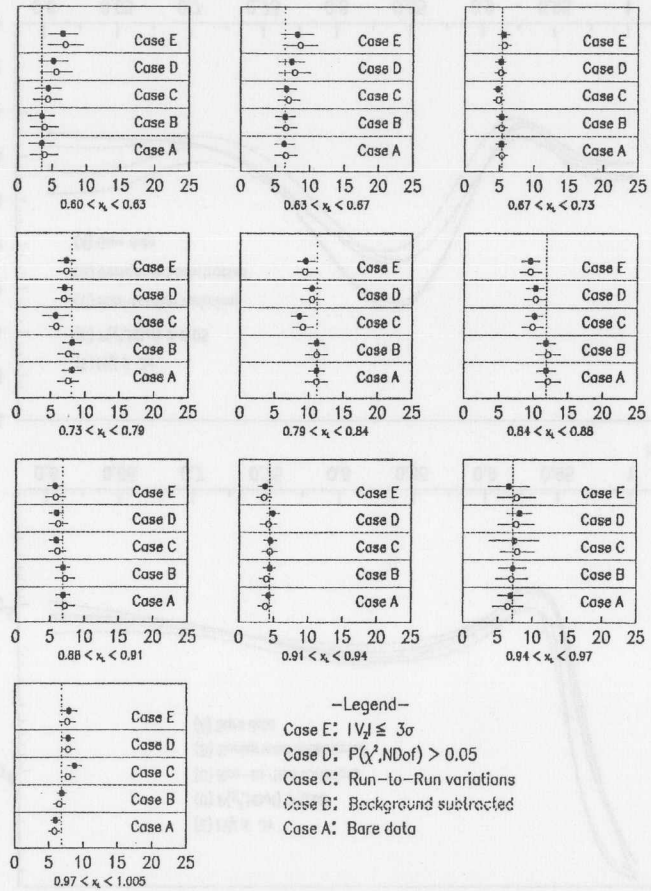 Case E Case E Case E
Case D Case D Case D
Case C Case C Case C
Case B Case B Case B
Case A Case A Case A
0 5 10 15 20 25 0 5 10 15 20 25 0 5 10 15 20 25
0.60 < x_L < 0.63 0.63 < x_L < 0.67 0.67 < x_L < 0.73
Case E Case E Case E
Case D Case D Case D
Case C Case C Case C
Case B Case B Case B
Case A Case A Case A
0 5 10 15 20 25 0 5 10 15 20 25 0 5 10 15 20 25
0.73 < x_L < 0.79 0.79 < x_L < 0.84 0.84 < x_L < 0.88
Case E Case E Case E
Case D Case D Case D
Case C Case C Case C
Case B Case B Case B
Case A Case A Case A
0 5 10 15 20 25 0 5 10 15 20 25 0 5 10 15 20 25
0.88 < x_L < 0.91 0.91 < x_L < 0.94 0.94 < x_L < 0.97
Case E
Case D
Case C
Case B
Case A
0 5 10 15 20 25
0.97 < x_L < 1.005
—Legend—
Case E: |V_z| ≦ 3σ
Case D: P(χ²,NDof) > 0.05
Case C: Run-to-Run variations
Case B: Background subtracted
Case A: Bare data